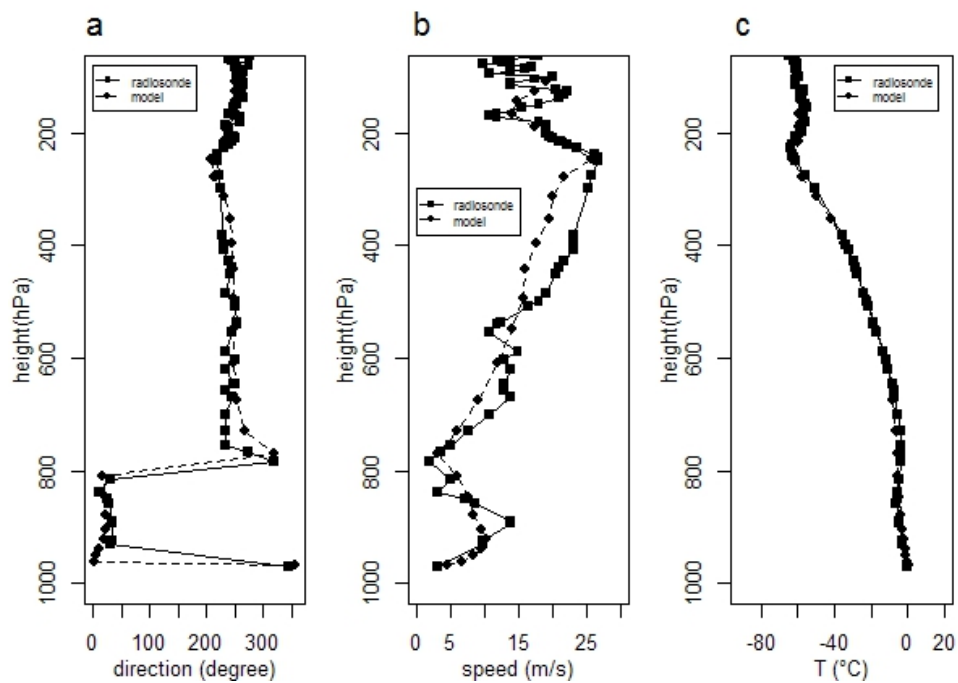 a
b
c
radiosonde
model
radiosonde
model
radiosonde
model
200
400
600
800
1000
height(hPa)
0
100
200
300
direction (degree)
200
400
600
800
1000
height(hPa)
0
5
15
25
speed (m/s)
200
400
600
800
1000
height(hPa)
-80
-40
0
20
T (°C)